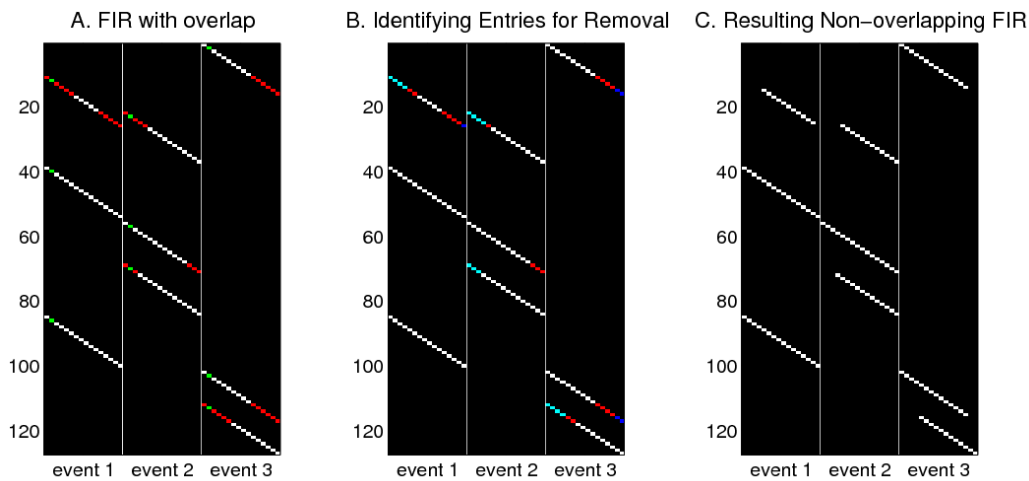 A. FIR with overlap
B. Identifying Entries for Removal
C. Resulting Non−overlapping FIR
20
40
60
80
100
120
event 1
event 2
event 3
20
40
60
80
100
120
event 1
event 2
event 3
20
40
60
80
100
120
event 1
event 2
event 3